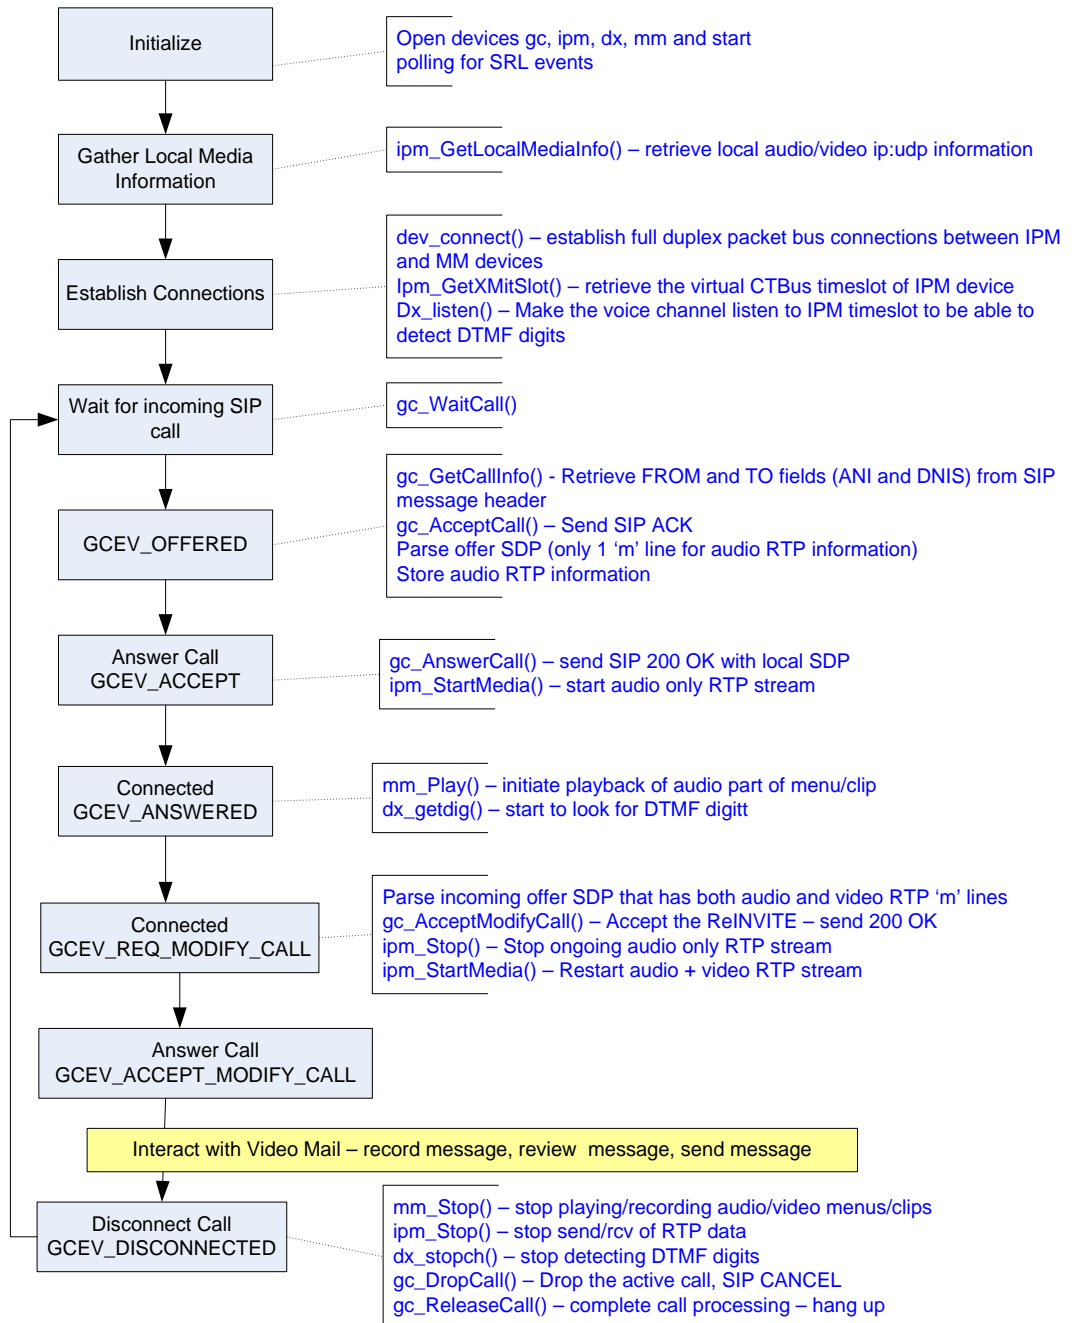 Initialize
Open devices gc, ipm, dx, mm and start
polling for SRL events
Gather Local Media
Information
ipm_GetLocalMediaInfo() – retrieve local audio/video ip:udp information
Establish Connections
dev_connect() – establish full duplex packet bus connections between IPM
and MM devices
Ipm_GetXMitSlot() – retrieve the virtual CTBus timeslot of IPM device
Dx_listen() – Make the voice channel listen to IPM timeslot to be able to
detect DTMF digits
Wait for incoming SIP
call
gc_WaitCall()
GCEV_OFFERED
gc_GetCallInfo() - Retrieve FROM and TO fields (ANI and DNIS) from SIP
message header
gc_AcceptCall() – Send SIP ACK
Parse offer SDP (only 1 ‘m’ line for audio RTP information)
Store audio RTP information
Answer Call
GCEV_ACCEPT
gc_AnswerCall() – send SIP 200 OK with local SDP
ipm_StartMedia() – start audio only RTP stream
Connected
GCEV_ANSWERED
mm_Play() – initiate playback of audio part of menu/clip
dx_getdig() – start to look for DTMF digitt
Connected
GCEV_REQ_MODIFY_CALL
Parse incoming offer SDP that has both audio and video RTP ‘m’ lines
gc_AcceptModifyCall() – Accept the ReINVITE – send 200 OK
ipm_Stop() – Stop ongoing audio only RTP stream
ipm_StartMedia() – Restart audio + video RTP stream
Answer Call
GCEV_ACCEPT_MODIFY_CALL
Interact with Video Mail – record message, review  message, send message
Disconnect Call
GCEV_DISCONNECTED
mm_Stop() – stop playing/recording audio/video menus/clips
ipm_Stop() – stop send/rcv of RTP data
dx_stopch() – stop detecting DTMF digits
gc_DropCall() – Drop the active call, SIP CANCEL
gc_ReleaseCall() – complete call processing – hang up